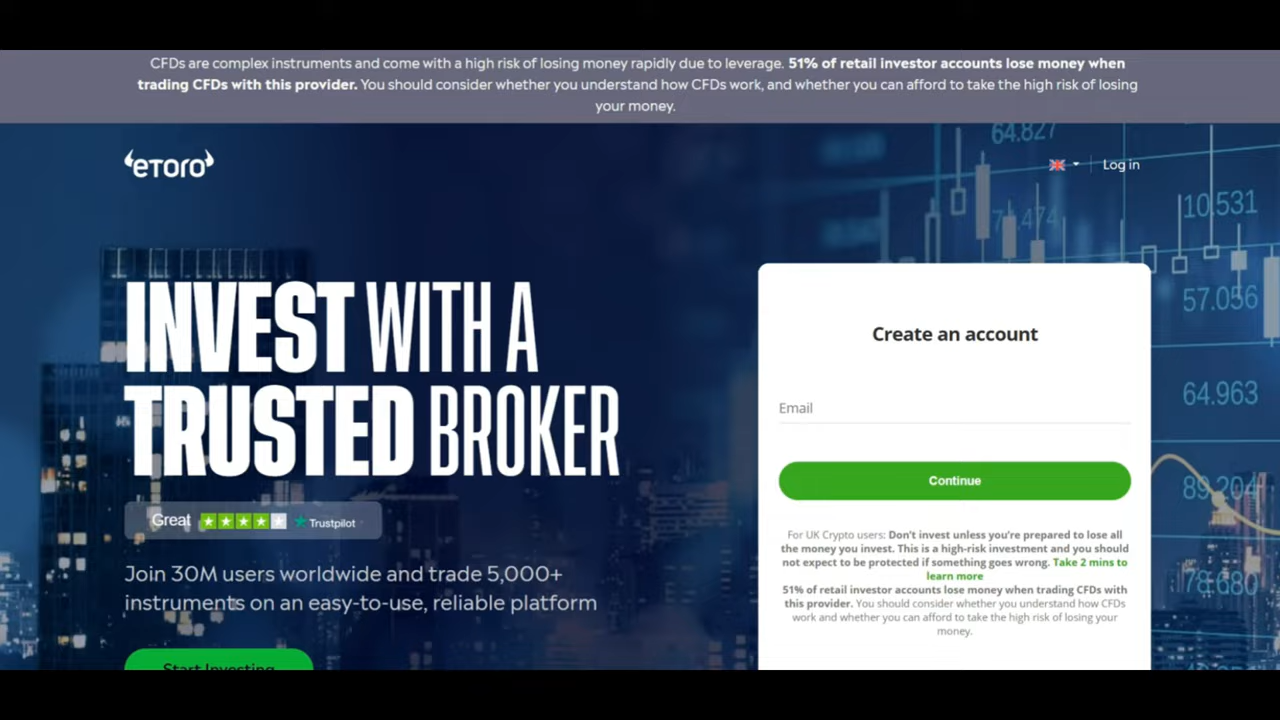 CFDs are complex instruments and come with a high risk of losing money rapidly due to leverage. 51% of retail investor accounts lose money when
trading CFDs with this provider. You should consider whether you understand how CFDs work, and whether you can afford to take the high risk of losing
your money.
eToro
Log in
64.827
10.531
57.056
64.963
89.204
78.680
INVEST WITH A
TRUSTED BROKER
Great Trustpilot
Join 30M users worldwide and trade 5,000+
instruments on an easy-to-use, reliable platform
Start Investing
Create an account
Email
Continue
For UK Crypto users: Don't invest unless you're prepared to lose all
the money you invest. This is a high-risk investment and you should
not expect to be protected if something goes wrong. Take 2 mins to
learn more
51% of retail investor accounts lose money when trading CFDs with
this provider. You should consider whether you understand how CFDs
work and whether you can afford to take the high risk of losing your
money.